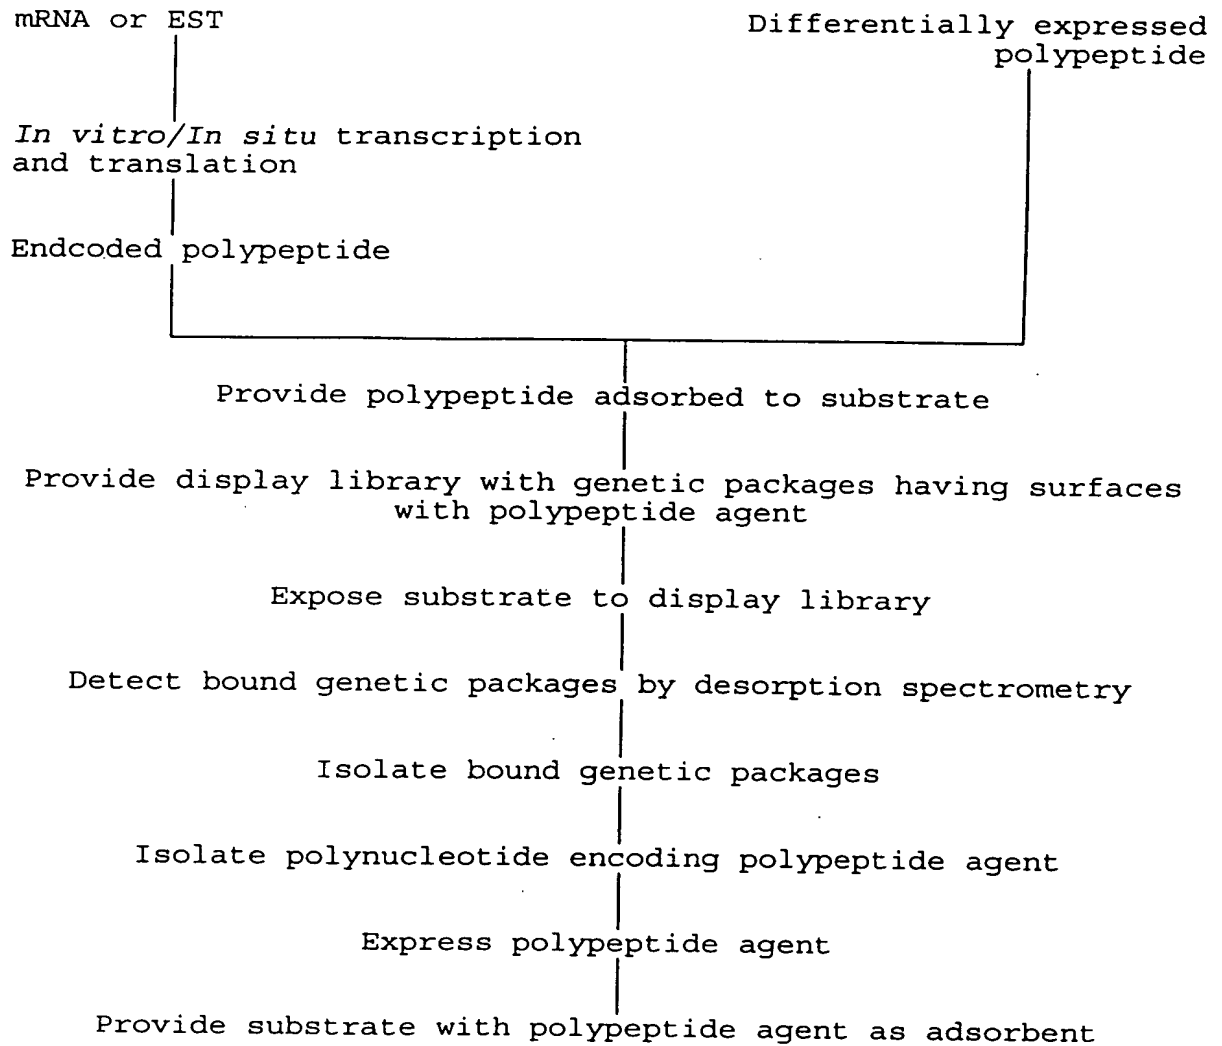 mRNA or EST
Differentially expressed
polypeptide
In vitro/In situ transcription
and translation
Endcoded polypeptide
Provide polypeptide adsorbed to substrate
Provide display library with genetic packages having surfaces
with polypeptide agent
Expose substrate to display library
Detect bound genetic packages by desorption spectrometry
Isolate bound genetic packages
Isolate polynucleotide encoding polypeptide agent
Express polypeptide agent
Provide substrate with polypeptide agent as adsorbent